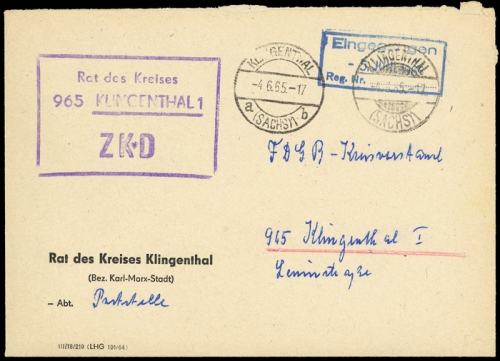 Rat des Kreises
965 KLINGENTHAL 1
ZKD
KLINGENTHAL
-4.6.65.-17
a (SACHS) b
Eingegangen
Reg. Nr.
KLINGENTHAL
(SACHS)
FDGB-Kreisvorstand
965 Klingenthal I
Leninstraße
Rat des Kreises Klingenthal
(Bez. Karl-Marx-Stadt)
– Abt. Poststelle
III/18/219 (LHG 101/64)